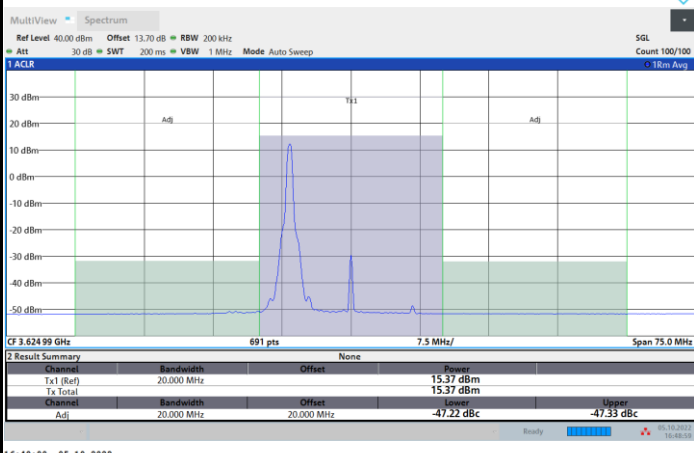 MultiView Spectrum
Ref Level 40.00 dBm Offset 13.70 dB RBW 200 kHz SGL
Att 30 dB SWT 200 ms VBW 1 MHz Mode Auto Sweep Count 100/100
1 ACLR 1Rm Avg
30 dBm
Tx1
20 dBm
Adj Adj
10 dBm
0 dBm
-10 dBm
-20 dBm
-30 dBm
-40 dBm
-50 dBm
CF 3.624 99 GHz 691 pts 7.5 MHz/ Span 75.0 MHz
2 Result Summary None
Channel Bandwidth Offset Power
Tx1 (Ref) 20.000 MHz 15.37 dBm
Tx Total 15.37 dBm
Channel Bandwidth Offset Lower Upper
Adj 20.000 MHz 20.000 MHz -47.22 dBc -47.33 dBc
Ready 05.10.2022